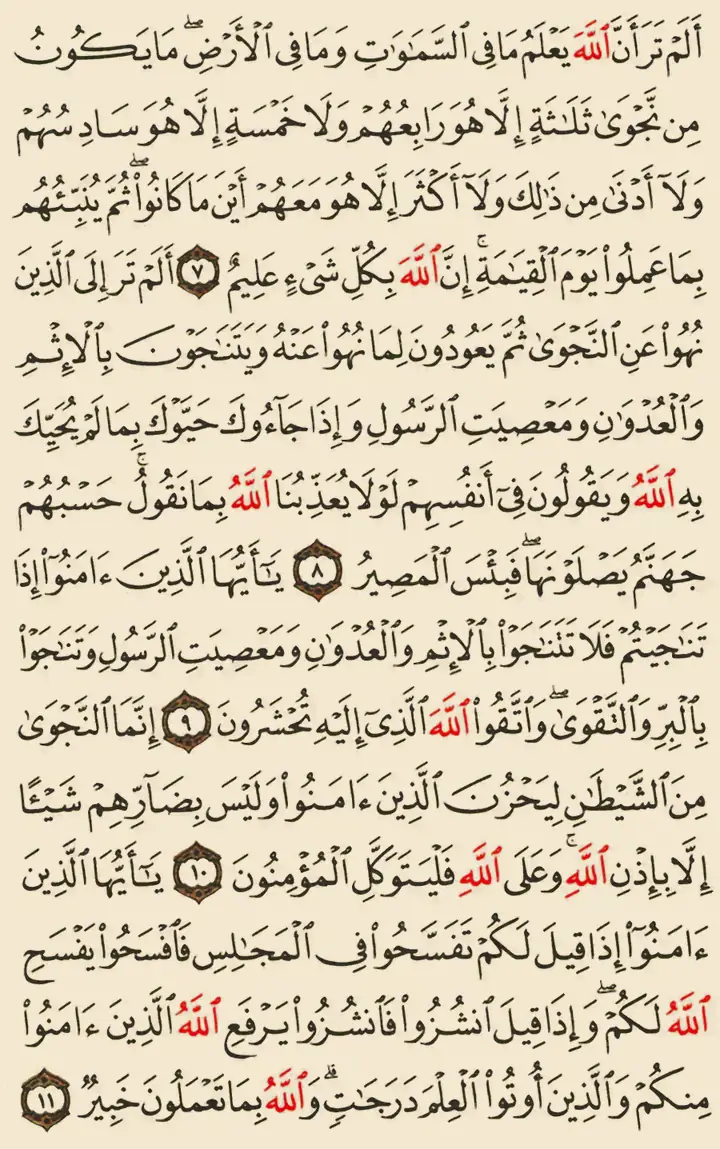 أَلَمْ تَرَ أَنَّ ٱللَّهَ يَعْلَمُ مَا فِى ٱلسَّمَـٰوَٰتِ وَمَا فِى ٱلْأَرْضِ ۖ مَا يَكُونُ
مِن نَّجْوَىٰ ثَلَـٰثَةٍ إِلَّا هُوَ رَابِعُهُمْ وَلَا خَمْسَةٍ إِلَّا هُوَ سَادِسُهُمْ
وَلَآ أَدْنَىٰ مِن ذَٰلِكَ وَلَآ أَكْثَرَ إِلَّا هُوَ مَعَهُمْ أَيْنَ مَا كَانُوا۟ ۖ ثُمَّ يُنَبِّئُهُم
بِمَا عَمِلُوا۟ يَوْمَ ٱلْقِيَـٰمَةِ ۚ إِنَّ ٱللَّهَ بِكُلِّ شَىْءٍ عَلِيمٌ ٧ أَلَمْ تَرَ إِلَى ٱلَّذِينَ
نُهُوا۟ عَنِ ٱلنَّجْوَىٰ ثُمَّ يَعُودُونَ لِمَا نُهُوا۟ عَنْهُ وَيَتَنَـٰجَوْنَ بِٱلْإِثْمِ
وَٱلْعُدْوَٰنِ وَمَعْصِيَتِ ٱلرَّسُولِ وَإِذَا جَآءُوكَ حَيَّوْكَ بِمَا لَمْ يُحَيِّكَ
بِهِ ٱللَّهُ وَيَقُولُونَ فِىٓ أَنفُسِهِمْ لَوْلَا يُعَذِّبُنَا ٱللَّهُ بِمَا نَقُولُ ۚ حَسْبُهُمْ
جَهَنَّمُ يَصْلَوْنَهَا ۖ فَبِئْسَ ٱلْمَصِيرُ ٨ يَـٰٓأَيُّهَا ٱلَّذِينَ ءَامَنُوٓا۟ إِذَا
تَنَـٰجَيْتُمْ فَلَا تَتَنَـٰجَوْا۟ بِٱلْإِثْمِ وَٱلْعُدْوَٰنِ وَمَعْصِيَتِ ٱلرَّسُولِ وَتَنَـٰجَوْا۟
بِٱلْبِرِّ وَٱلتَّقْوَىٰ ۖ وَٱتَّقُوا۟ ٱللَّهَ ٱلَّذِىٓ إِلَيْهِ تُحْشَرُونَ ٩ إِنَّمَا ٱلنَّجْوَىٰ
مِنَ ٱلشَّيْطَـٰنِ لِيَحْزُنَ ٱلَّذِينَ ءَامَنُوا۟ وَلَيْسَ بِضَآرِّهِمْ شَيْـًٔا
إِلَّا بِإِذْنِ ٱللَّهِ ۚ وَعَلَى ٱللَّهِ فَلْيَتَوَكَّلِ ٱلْمُؤْمِنُونَ ١٠ يَـٰٓأَيُّهَا ٱلَّذِينَ
ءَامَنُوٓا۟ إِذَا قِيلَ لَكُمْ تَفَسَّحُوا۟ فِى ٱلْمَجَـٰلِسِ فَٱفْسَحُوا۟ يَفْسَحِ
ٱللَّهُ لَكُمْ ۖ وَإِذَا قِيلَ ٱنشُزُوا۟ فَٱنشُزُوا۟ يَرْفَعِ ٱللَّهُ ٱلَّذِينَ ءَامَنُوا۟
مِنكُمْ وَٱلَّذِينَ أُوتُوا۟ ٱلْعِلْمَ دَرَجَـٰتٍ ۚ وَٱللَّهُ بِمَا تَعْمَلُونَ خَبِيرٌ ١١